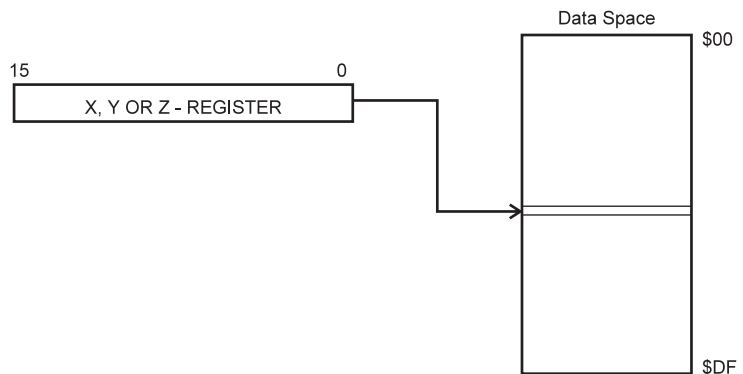 Data Space
$00
15 0
X, Y OR Z - REGISTER
$DF